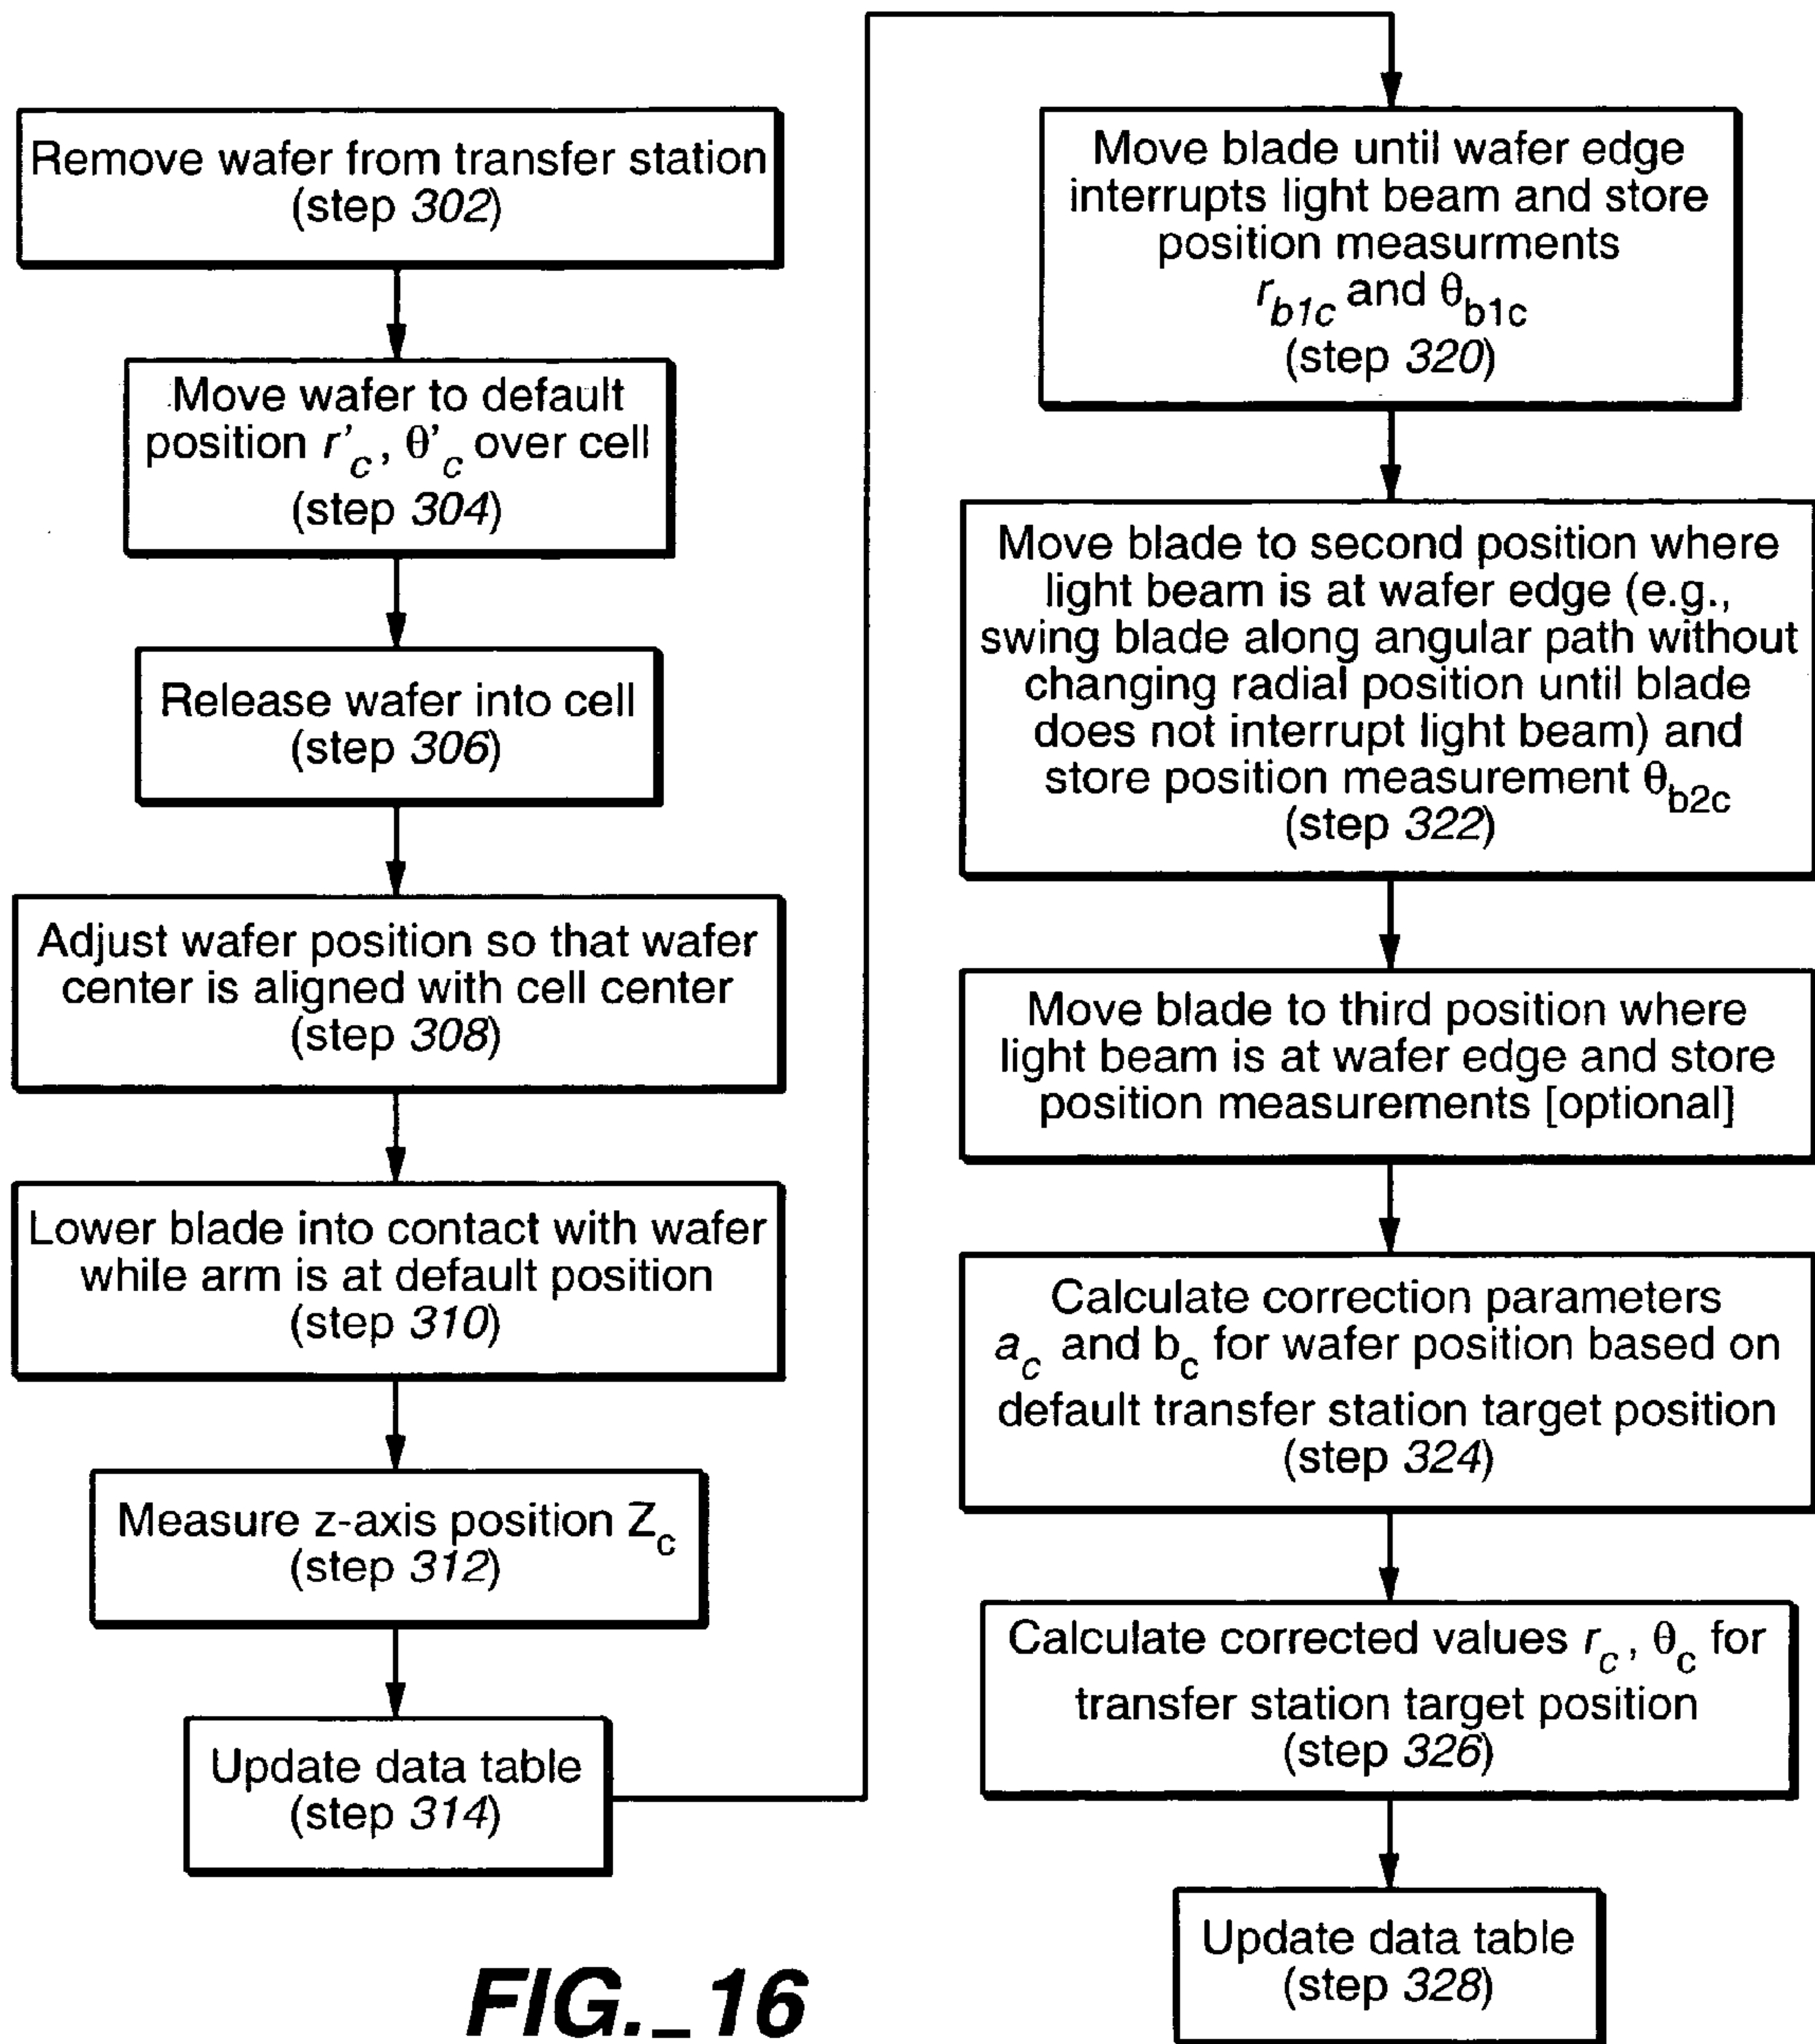 Remove wafer from transfer station
(step 302)
Move wafer to default
position r'c, θ'c over cell
(step 304)
Release wafer into cell
(step 306)
Adjust wafer position so that wafer
center is aligned with cell center
(step 308)
Lower blade into contact with wafer
while arm is at default position
(step 310)
Measure z-axis position Zc
(step 312)
Update data table
(step 314)
Move blade until wafer edge
interrupts light beam and store
position measurments
rb1c and θb1c
(step 320)
Move blade to second position where
light beam is at wafer edge (e.g.,
swing blade along angular path without
changing radial position until blade
does not interrupt light beam) and
store position measurement θb2c
(step 322)
Move blade to third position where
light beam is at wafer edge and store
position measurements [optional]
Calculate correction parameters
ac and bc for wafer position based on
default transfer station target position
(step 324)
Calculate corrected values rc, θc for
transfer station target position
(step 326)
Update data table
(step 328)
FIG._16